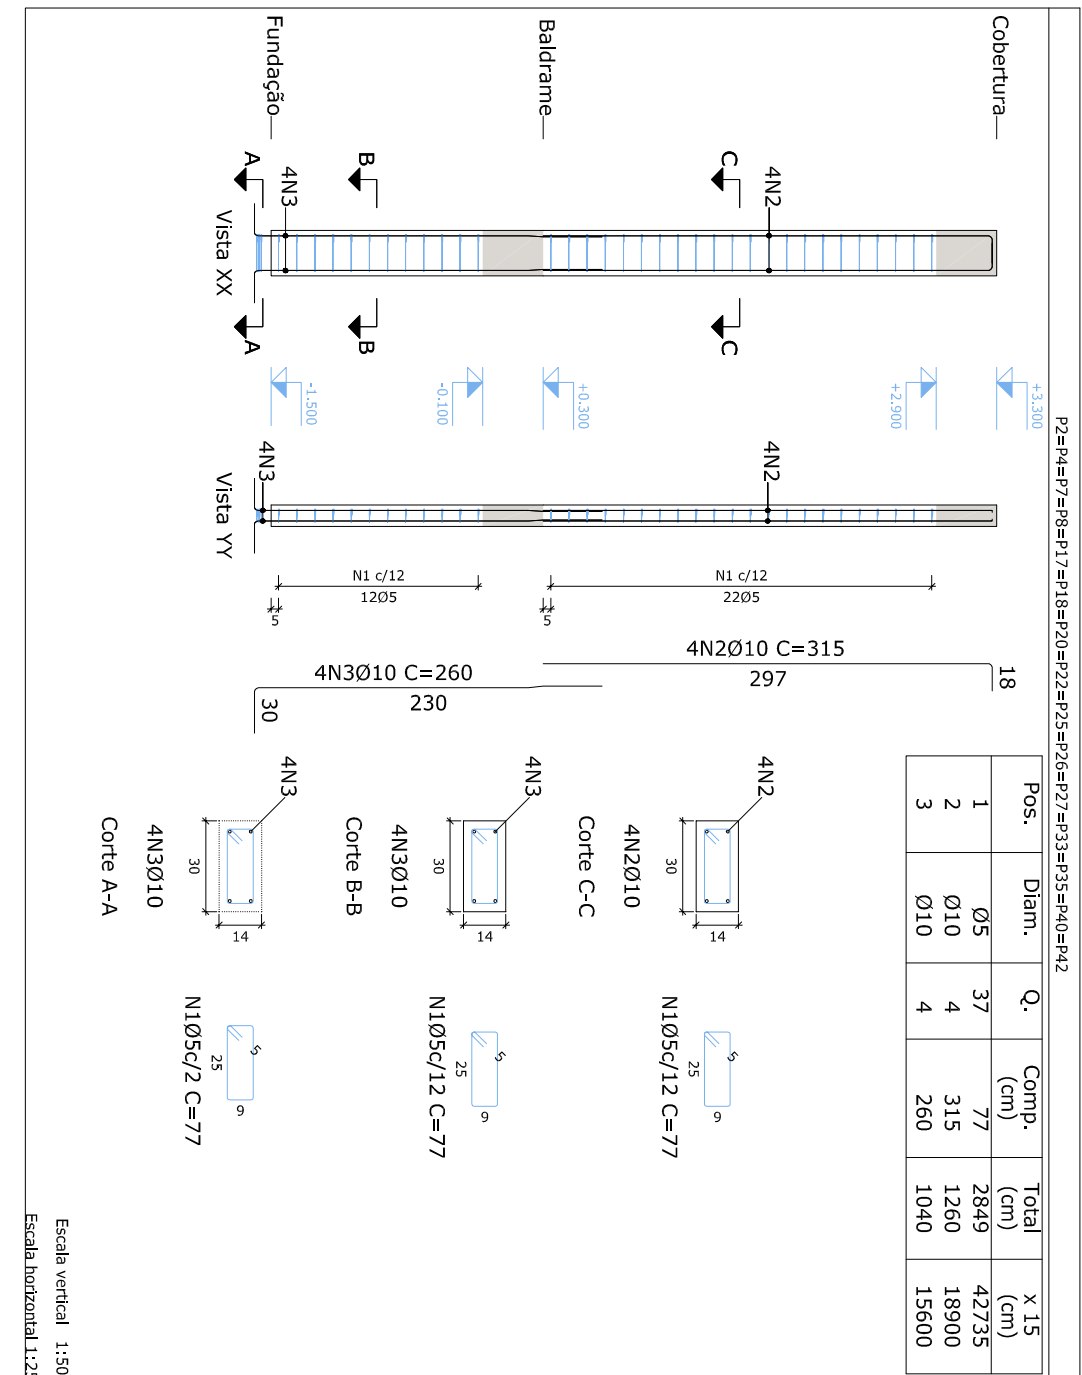 P2=P4=P7=P8=P17=P18=P20=P22=P25=P26=P27=P33=P35=P40=P42
Cobertura
Baldrame
Fundação
C
C
B
B
A
A
4N2
4N3
Vista XX
+3.300
+2.900
+0.300
-0.100
-1.500
4N2
4N3
Vista YY
N1 c/12
22Ø5
5
N1 c/12
12Ø5
5
18
4N2Ø10 C=315
297
4N3Ø10 C=260
230
30
Pos. Diam. Q. Comp. (cm) Total (cm) x 15 (cm)
1 Ø5 37 77 2849 42735
2 Ø10 4 315 1260 18900
3 Ø10 4 260 1040 15600
4N2
30
14
4N2Ø10
Corte C-C
5
25
9
N1Ø5c/12 C=77
4N3
30
14
4N3Ø10
Corte B-B
5
25
9
N1Ø5c/12 C=77
4N3
30
14
4N3Ø10
Corte A-A
5
25
9
N1Ø5c/2 C=77
Escala vertical 1:50
Escala horizontal